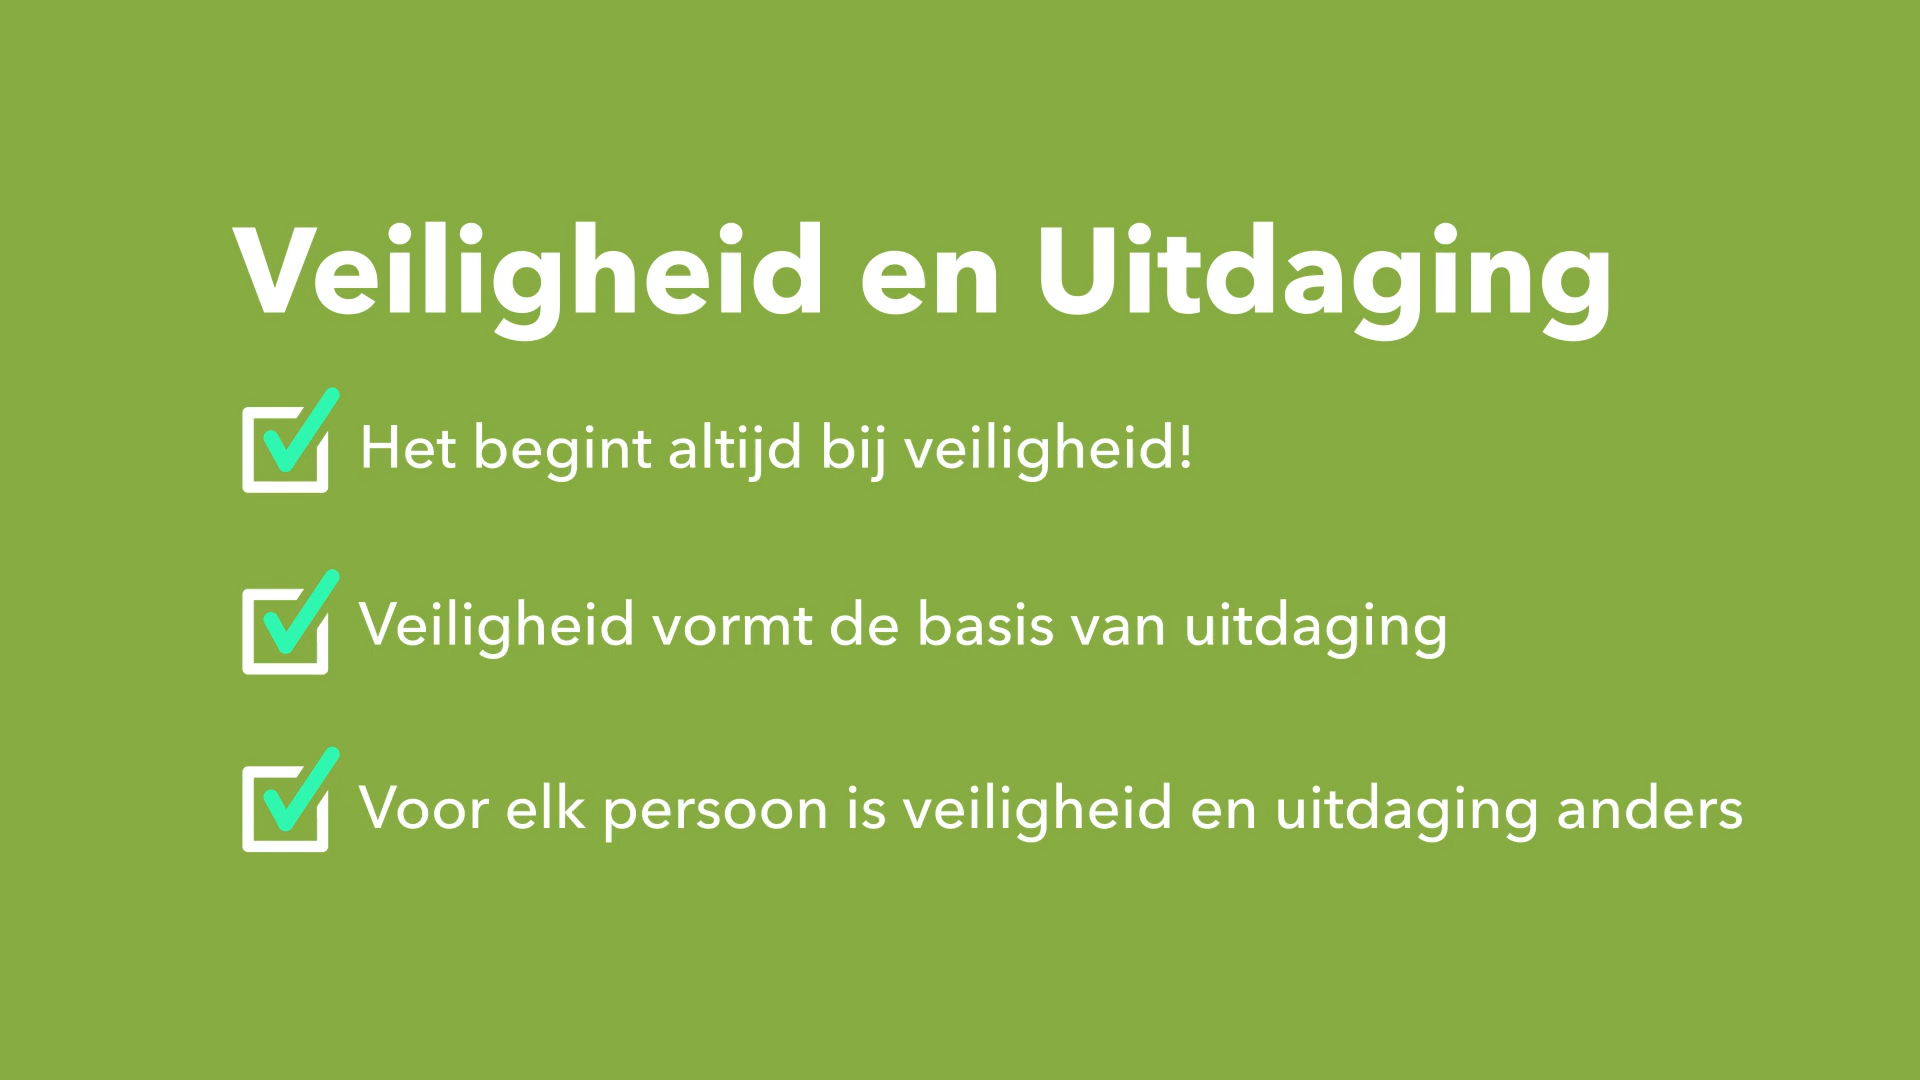 Veiligheid en Uitdaging
Het begint altijd bij veiligheid!
Veiligheid vormt de basis van uitdaging
Voor elk persoon is veiligheid en uitdaging anders